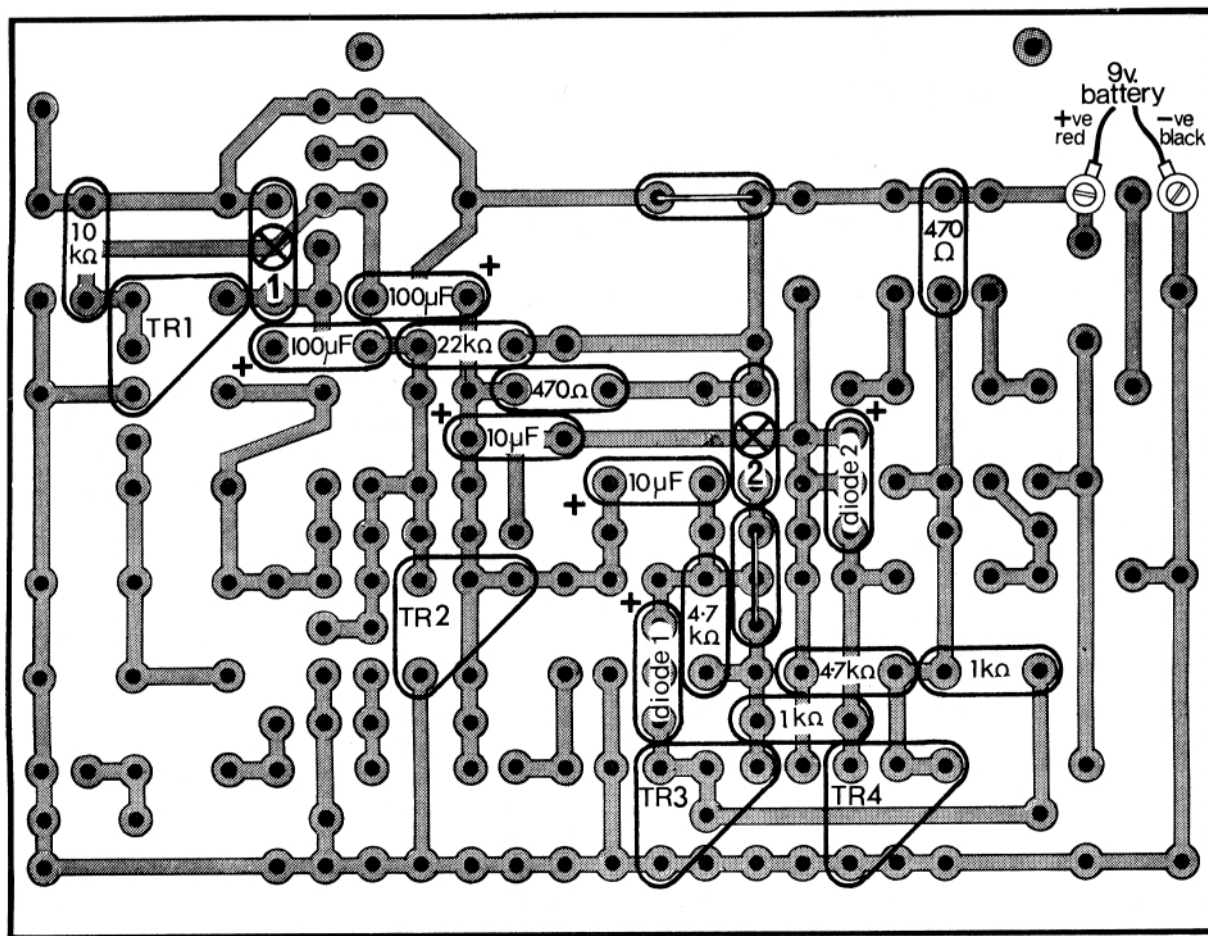 9v.
battery
+ve
red
−ve
black
10
kΩ
470
Ω
1
+
100µF
TR1
+
100µF
22kΩ
470Ω
+
10µF
+
diode 2
10µF
+
2
TR2
+
diode 1
4·7
kΩ
4·7kΩ
1kΩ
1kΩ
TR3
TR4